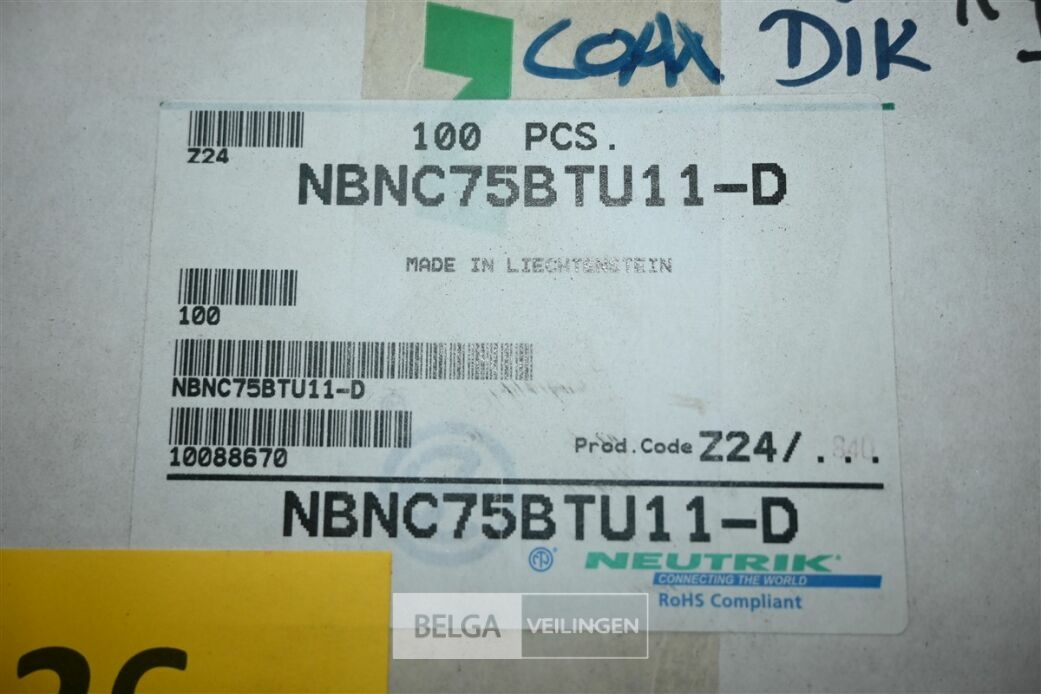 COAX DIK
100 PCS.
Z24
NBNC75BTU11-D
MADE IN LIECHTENSTEIN
100
NBNC75BTU11-D
10088670
Prod.Code Z24/...
NBNC75BTU11-D
NEUTRIK
CONNECTING THE WORLD
RoHS Compliant
BELGA VEILINGEN